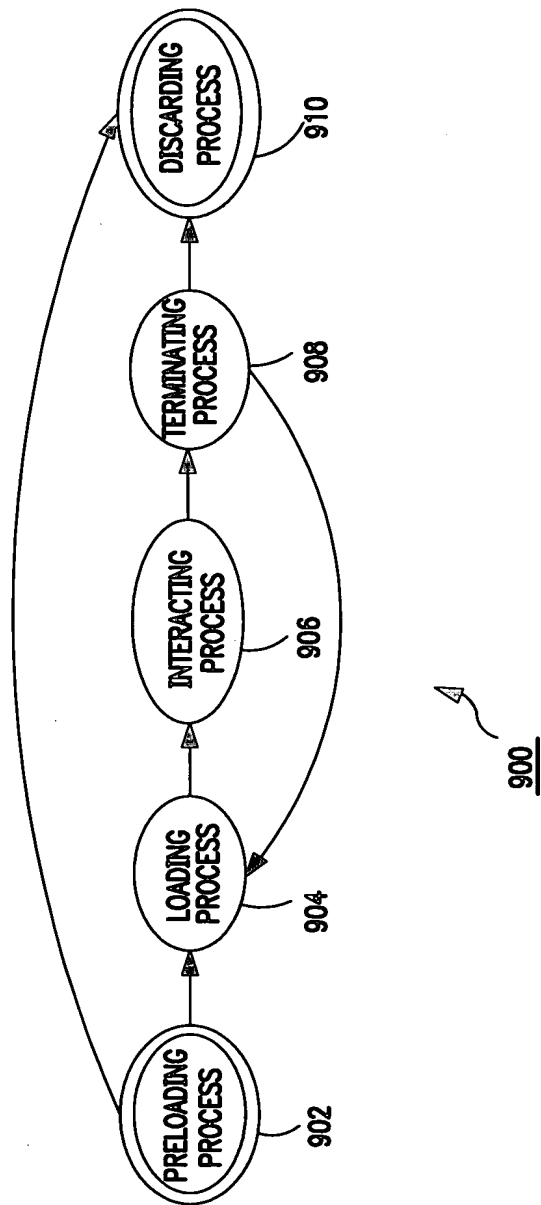 PRELOADING
PROCESS
902
LOADING
PROCESS
904
INTERACTING
PROCESS
906
TERMINATING
PROCESS
908
DISCARDING
PROCESS
910
900